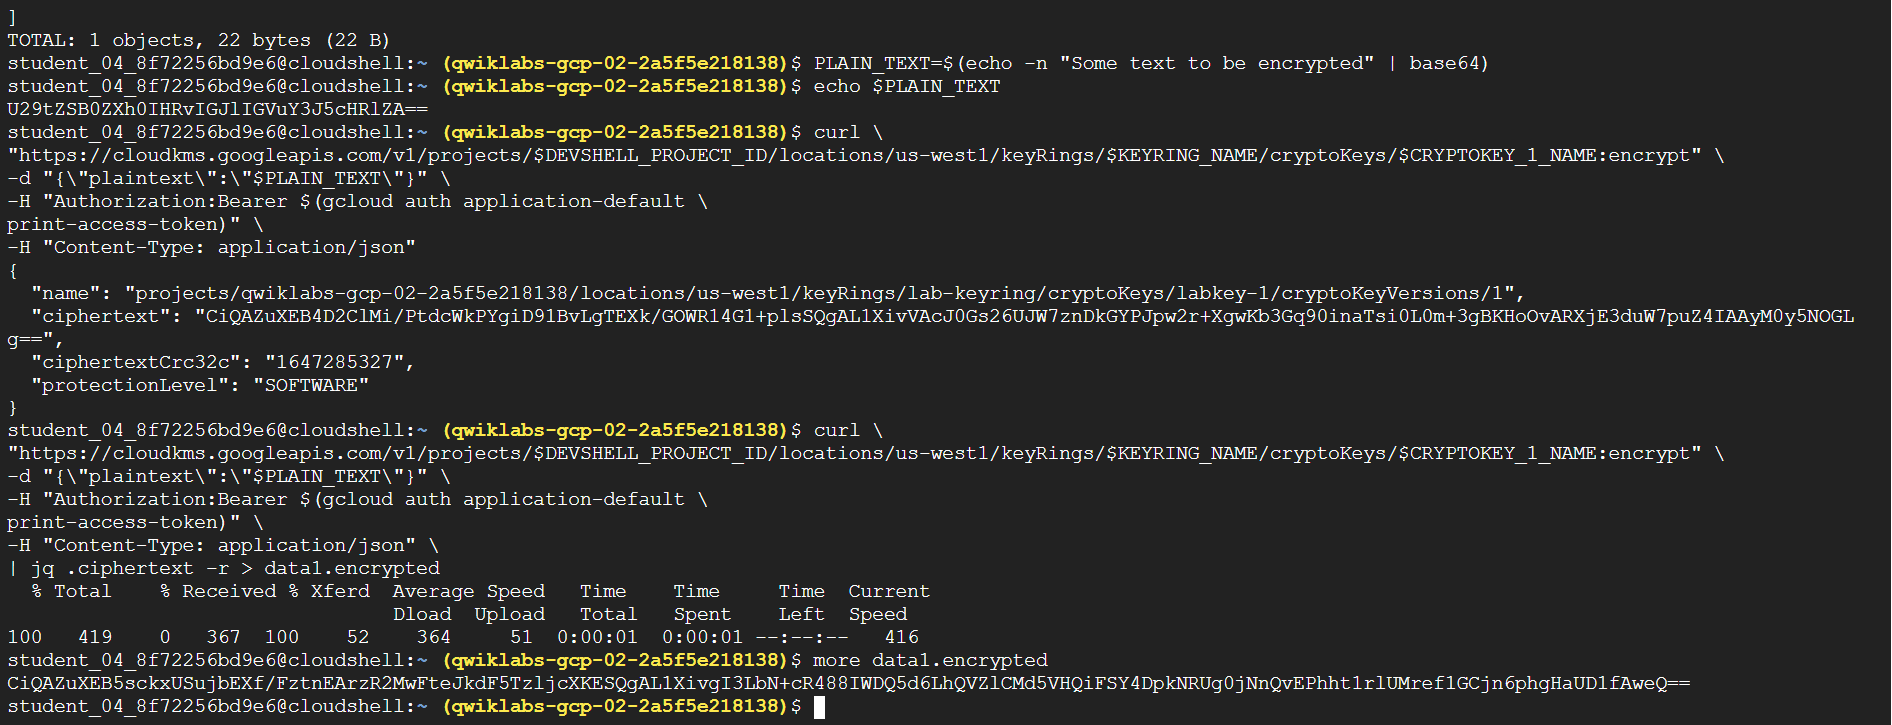 ]
TOTAL: 1 objects, 22 bytes (22 B)
student_04_8f72256bd9e6@cloudshell:~ (qwiklabs-gcp-02-2a5f5e218138)$ PLAIN_TEXT=$(echo -n "Some text to be encrypted" | base64)
student_04_8f72256bd9e6@cloudshell:~ (qwiklabs-gcp-02-2a5f5e218138)$ echo $PLAIN_TEXT
U29tZSB0ZXh0IHRvIGJlIGVuY3J5cHRlZA==
student_04_8f72256bd9e6@cloudshell:~ (qwiklabs-gcp-02-2a5f5e218138)$ curl \
"https://cloudkms.googleapis.com/v1/projects/$DEVSHELL_PROJECT_ID/locations/us-west1/keyRings/$KEYRING_NAME/cryptoKeys/$CRYPTOKEY_1_NAME:encrypt" \
-d "{\"plaintext\":\"$PLAIN_TEXT\"}" \
-H "Authorization:Bearer $(gcloud auth application-default \
print-access-token)" \
-H "Content-Type: application/json"
{
  "name": "projects/qwiklabs-gcp-02-2a5f5e218138/locations/us-west1/keyRings/lab-keyring/cryptoKeys/labkey-1/cryptoKeyVersions/1",
  "ciphertext": "CiQAZuXEB4D2ClMi/PtdcWkPYgiD91BvLgTEXk/GOWR14G1+plsSQgAL1XivVAcJ0Gs26UJW7znDkGYPJpw2r+XgwKb3Gq90inaTsi0L0m+3gBKHoOvARXjE3duW7puZ4IAAyM0y5NOGL
g==",
  "ciphertextCrc32c": "1647285327",
  "protectionLevel": "SOFTWARE"
}
student_04_8f72256bd9e6@cloudshell:~ (qwiklabs-gcp-02-2a5f5e218138)$ curl \
"https://cloudkms.googleapis.com/v1/projects/$DEVSHELL_PROJECT_ID/locations/us-west1/keyRings/$KEYRING_NAME/cryptoKeys/$CRYPTOKEY_1_NAME:encrypt" \
-d "{\"plaintext\":\"$PLAIN_TEXT\"}" \
-H "Authorization:Bearer $(gcloud auth application-default \
print-access-token)" \
-H "Content-Type: application/json" \
| jq .ciphertext -r > data1.encrypted
  % Total    % Received % Xferd  Average Speed   Time    Time     Time  Current
                                 Dload  Upload   Total   Spent    Left  Speed
100   419    0   367  100    52    364     51  0:00:01  0:00:01 --:--:--   416
student_04_8f72256bd9e6@cloudshell:~ (qwiklabs-gcp-02-2a5f5e218138)$ more data1.encrypted
CiQAZuXEB5sckxUSujbEXf/FztnEArzR2MwFteJkdF5TzljcXKESQgAL1XivgI3LbN+cR488IWDQ5d6LhQVZlCMd5VHQiFSY4DpkNRUg0jNnQvEPhht1rlUMref1GCjn6phgHaUD1fAweQ==
student_04_8f72256bd9e6@cloudshell:~ (qwiklabs-gcp-02-2a5f5e218138)$